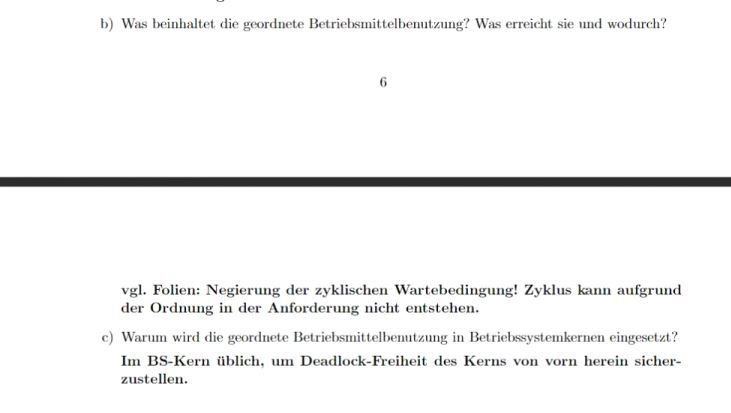 b) Was beinhaltet die geordnete Betriebsmittelbenutzung? Was erreicht sie und wodurch?
6
vgl. Folien: Negierung der zyklischen Wartebedingung! Zyklus kann aufgrund
der Ordnung in der Anforderung nicht entstehen.
c) Warum wird die geordnete Betriebsmittelbenutzung in Betriebssystemkernen eingesetzt?
Im BS-Kern üblich, um Deadlock-Freiheit des Kerns von vorn herein sicher-
zustellen.